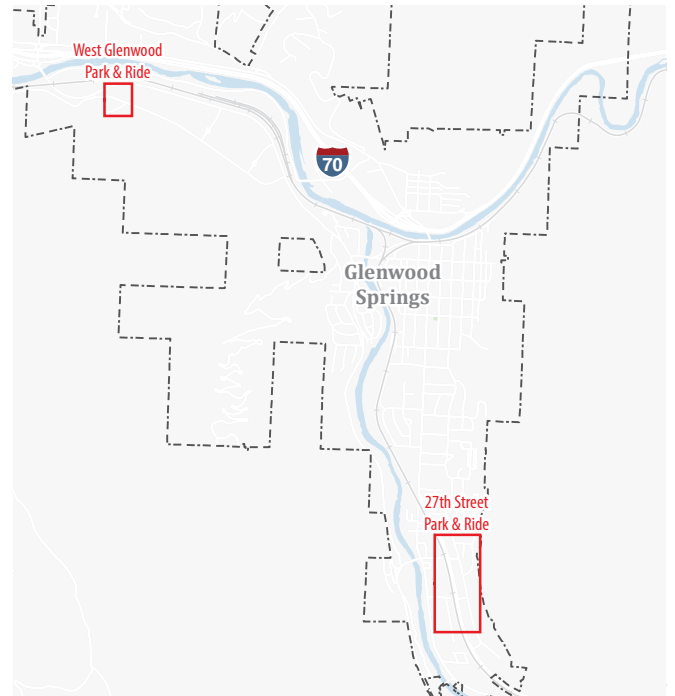 West Glenwood
Park & Ride
70
Glenwood
Springs
27th Street
Park & Ride